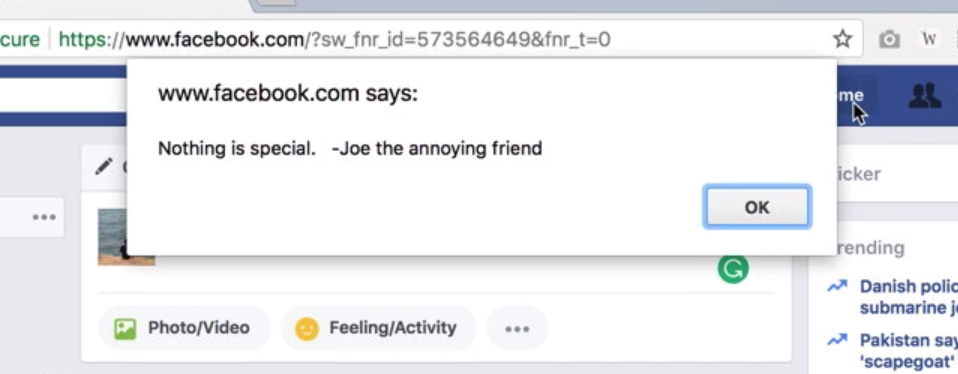 cure https://www.facebook.com/?sw_fnr_id=573564649&fnr_t=0
W
www.facebook.com says:
me
Nothing is special. -Joe the annoying friend
icker
OK
rending
Danish polic
submarine j
Photo/Video
Feeling/Activity
Pakistan say
'scapegoat'